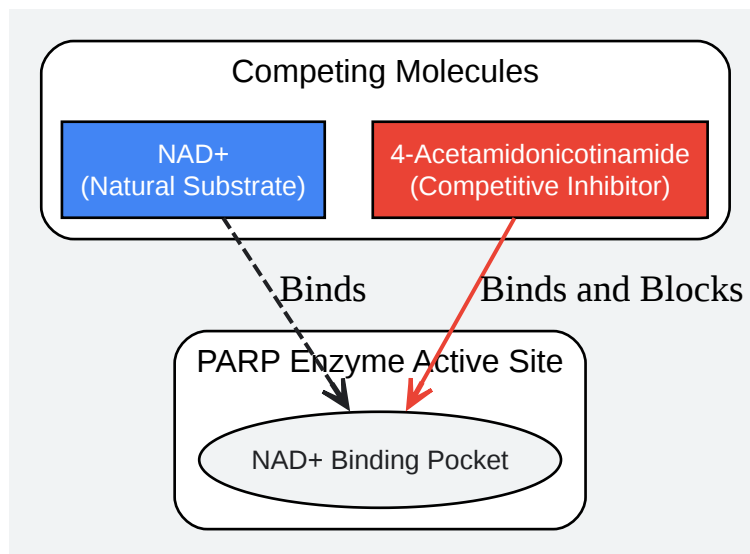 Competing Molecules
NAD+
(Natural Substrate)
4-Acetamidonicotinamide
(Competitive Inhibitor)
Binds
Binds and Blocks
PARP Enzyme Active Site
NAD+ Binding Pocket